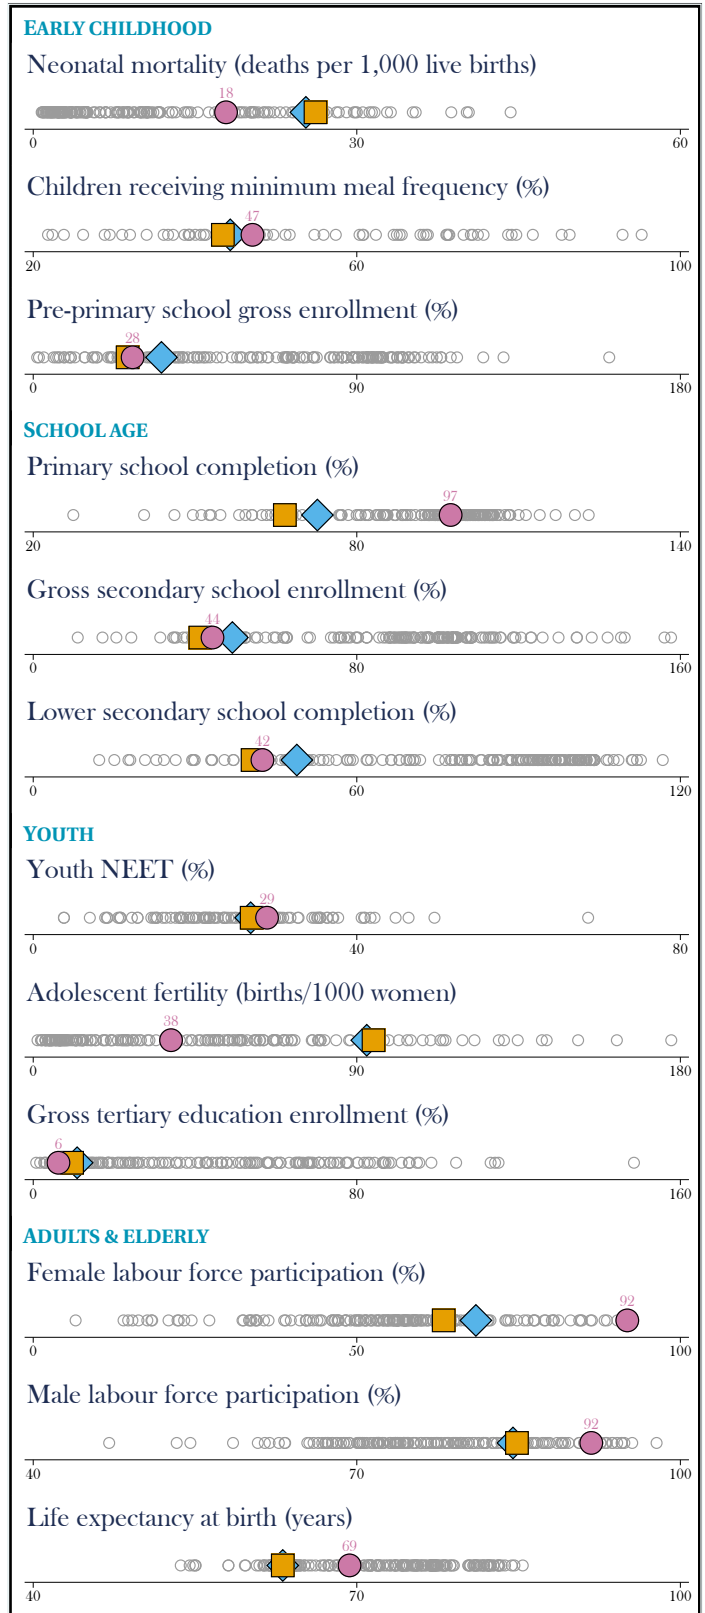 EARLY CHILDHOOD
Neonatal mortality (deaths per 1,000 live births)
18
0 30 60
Children receiving minimum meal frequency (%)
47
20 60 100
Pre-primary school gross enrollment (%)
28
0 90 180
SCHOOL AGE
Primary school completion (%)
97
20 80 140
Gross secondary school enrollment (%)
44
0 80 160
Lower secondary school completion (%)
42
0 60 120
YOUTH
Youth NEET (%)
29
0 40 80
Adolescent fertility (births/1000 women)
38
0 90 180
Gross tertiary education enrollment (%)
6
0 80 160
ADULTS & ELDERLY
Female labour force participation (%)
92
0 50 100
Male labour force participation (%)
92
40 70 100
Life expectancy at birth (years)
69
40 70 100